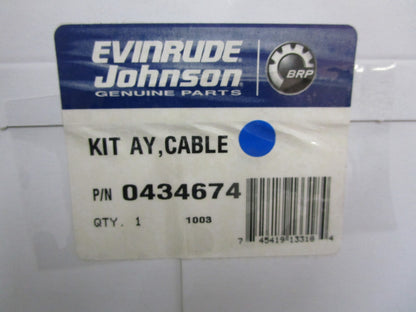 EVINRUDE
Johnson
GENUINE PARTS
BRP
KIT AY,CABLE
P/N 0434674
QTY. 1 1003
7 45419 13318 4